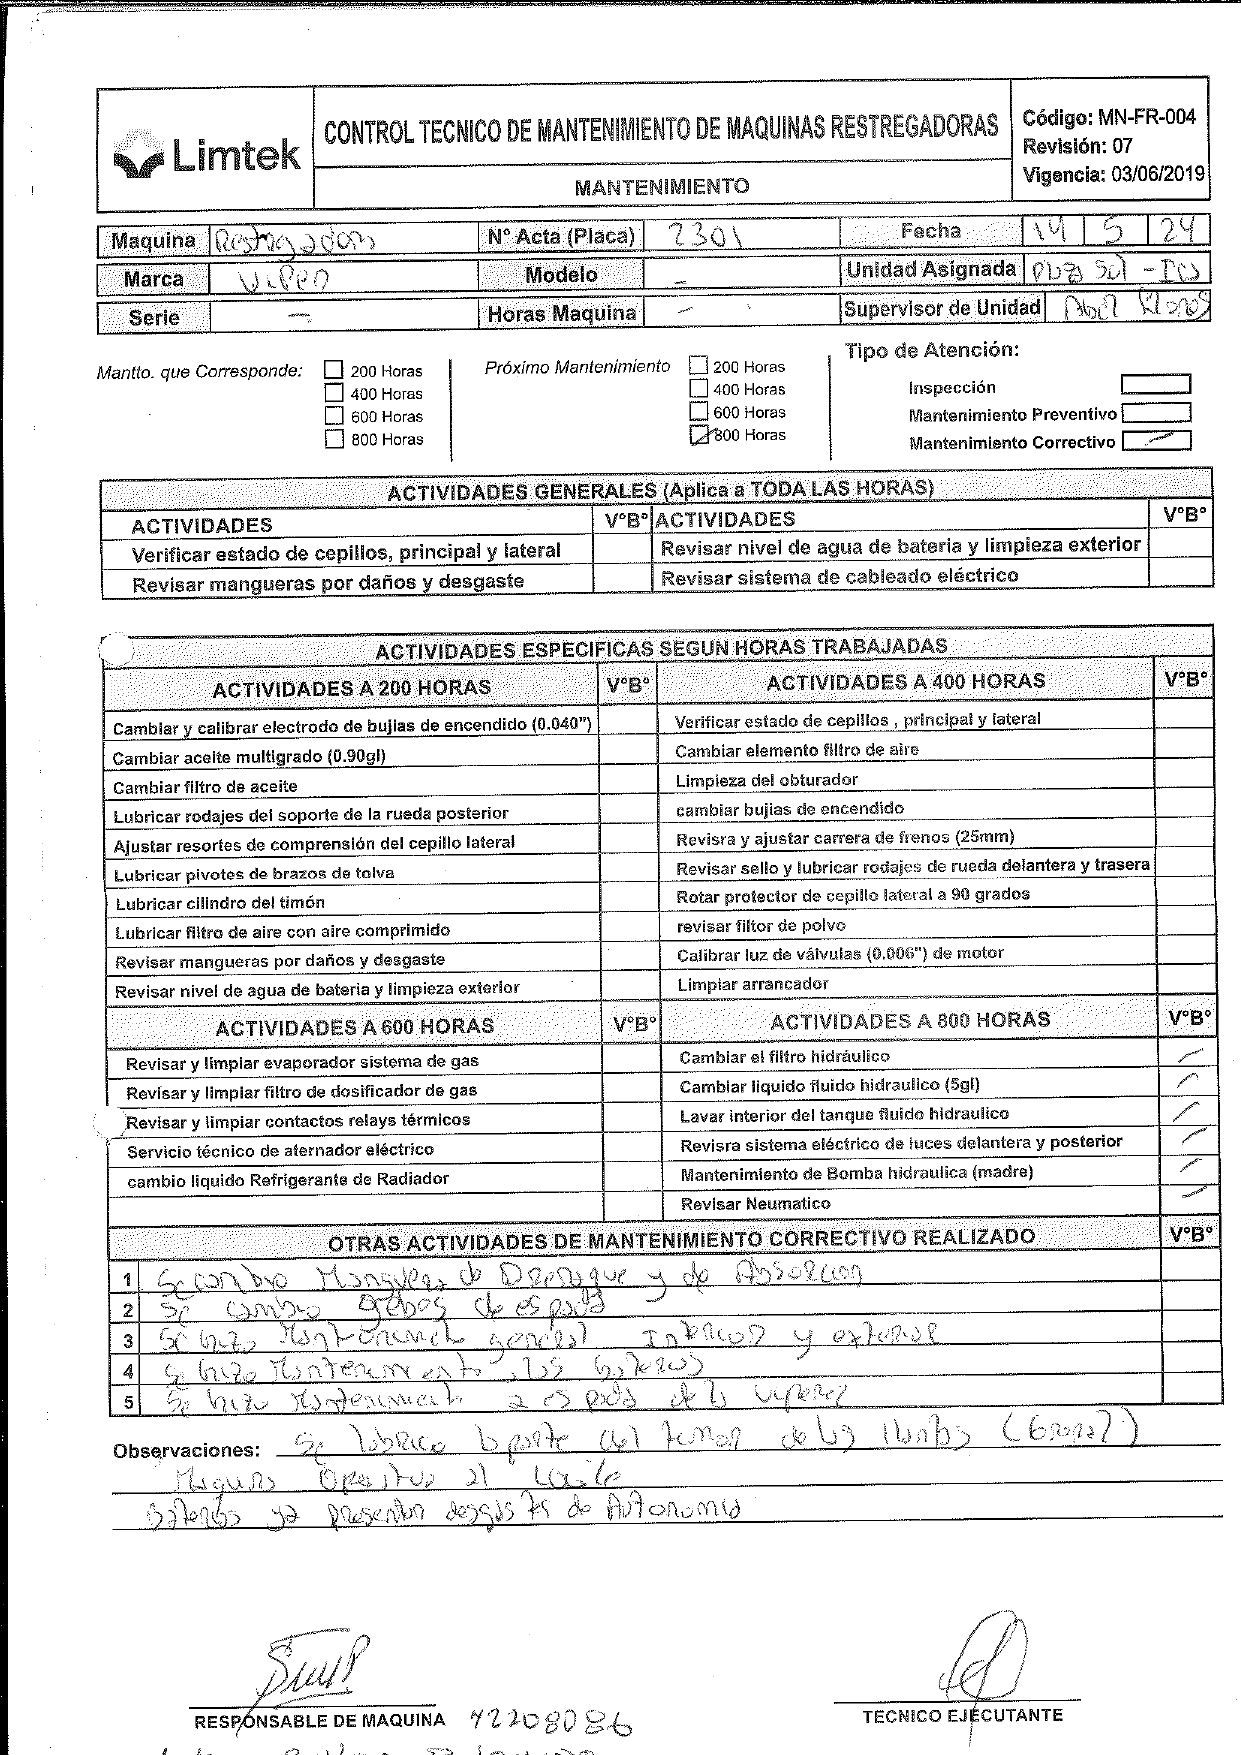 Limtek
CONTROL TECNICO DE MANTENIMIENTO DE MAQUINAS RESTREGADORAS
MANTENIMIENTO
Código: MN-FR-004
Revisión: 07
Vigencia: 03/06/2019
Maquina Restregadora N° Acta (Placa) 2301 Fecha 14 5 24
Marca Viper Modelo - Unidad Asignada Plaza Sol - Ica
Serie - Horas Maquina - Supervisor de Unidad Abel Flores
Mantto. que Corresponde: 200 Horas
400 Horas
600 Horas
800 Horas
Próximo Mantenimiento 200 Horas
400 Horas
600 Horas
800 Horas
Tipo de Atención:
Inspección
Mantenimiento Preventivo
Mantenimiento Correctivo
ACTIVIDADES GENERALES (Aplica a TODA LAS HORAS)
ACTIVIDADES V°B° ACTIVIDADES V°B°
Verificar estado de cepillos, principal y lateral Revisar nivel de agua de bateria y limpieza exterior
Revisar mangueras por daños y desgaste Revisar sistema de cableado eléctrico
ACTIVIDADES ESPECIFICAS SEGUN HORAS TRABAJADAS
ACTIVIDADES A 200 HORAS V°B° ACTIVIDADES A 400 HORAS V°B°
Cambiar y calibrar electrodo de bujias de encendido (0.040") Verificar estado de cepillos , principal y lateral
Cambiar aceite multigrado (0.90gl) Cambiar elemento filtro de aire
Cambiar filtro de aceite Limpieza del obturador
Lubricar rodajes del soporte de la rueda posterior cambiar bujias de encendido
Ajustar resortes de comprensión del cepillo lateral Revisra y ajustar carrera de frenos (25mm)
Lubricar pivotes de brazos de tolva Revisar sello y lubricar rodajes de rueda delantera y trasera
Lubricar cilindro del timón Rotar protector de cepillo lateral a 90 grados
Lubricar filtro de aire con aire comprimido revisar filtor de polvo
Revisar mangueras por daños y desgaste Calibrar luz de válvulas (0.006") de motor
Revisar nivel de agua de bateria y limpieza exterior Limpiar arrancador
ACTIVIDADES A 600 HORAS V°B° ACTIVIDADES A 800 HORAS V°B°
Revisar y limpiar evaporador sistema de gas Cambiar el filtro hidráulico
Revisar y limpiar filtro de dosificador de gas Cambiar liquido fluido hidraulico (5gl)
Revisar y limpiar contactos relays térmicos Lavar interior del tanque fluido hidraulico
Servicio técnico de aternador eléctrico Revisra sistema eléctrico de luces delantera y posterior
cambio liquido Refrigerante de Radiador Mantenimiento de Bomba hidraulica (madre)
Revisar Neumatico
OTRAS ACTIVIDADES DE MANTENIMIENTO CORRECTIVO REALIZADO V°B°
1 Se cambio Mangueras de Drenaque y de Absorcion
2 Se cambio gebes de espada
3 Se hizo Mantenimiento general Interior y exterior
4 Se hizo Mantenimiento las baterias
5 Se hizo Mantenimiento a espada de la viper
Observaciones: Se lubrico la parte del timon de las llantas (Grasa)
Maquina Operativa al
baterias ya presentan desgastes de Autonomia
RESPONSABLE DE MAQUINA 42208086
TECNICO EJECUTANTE